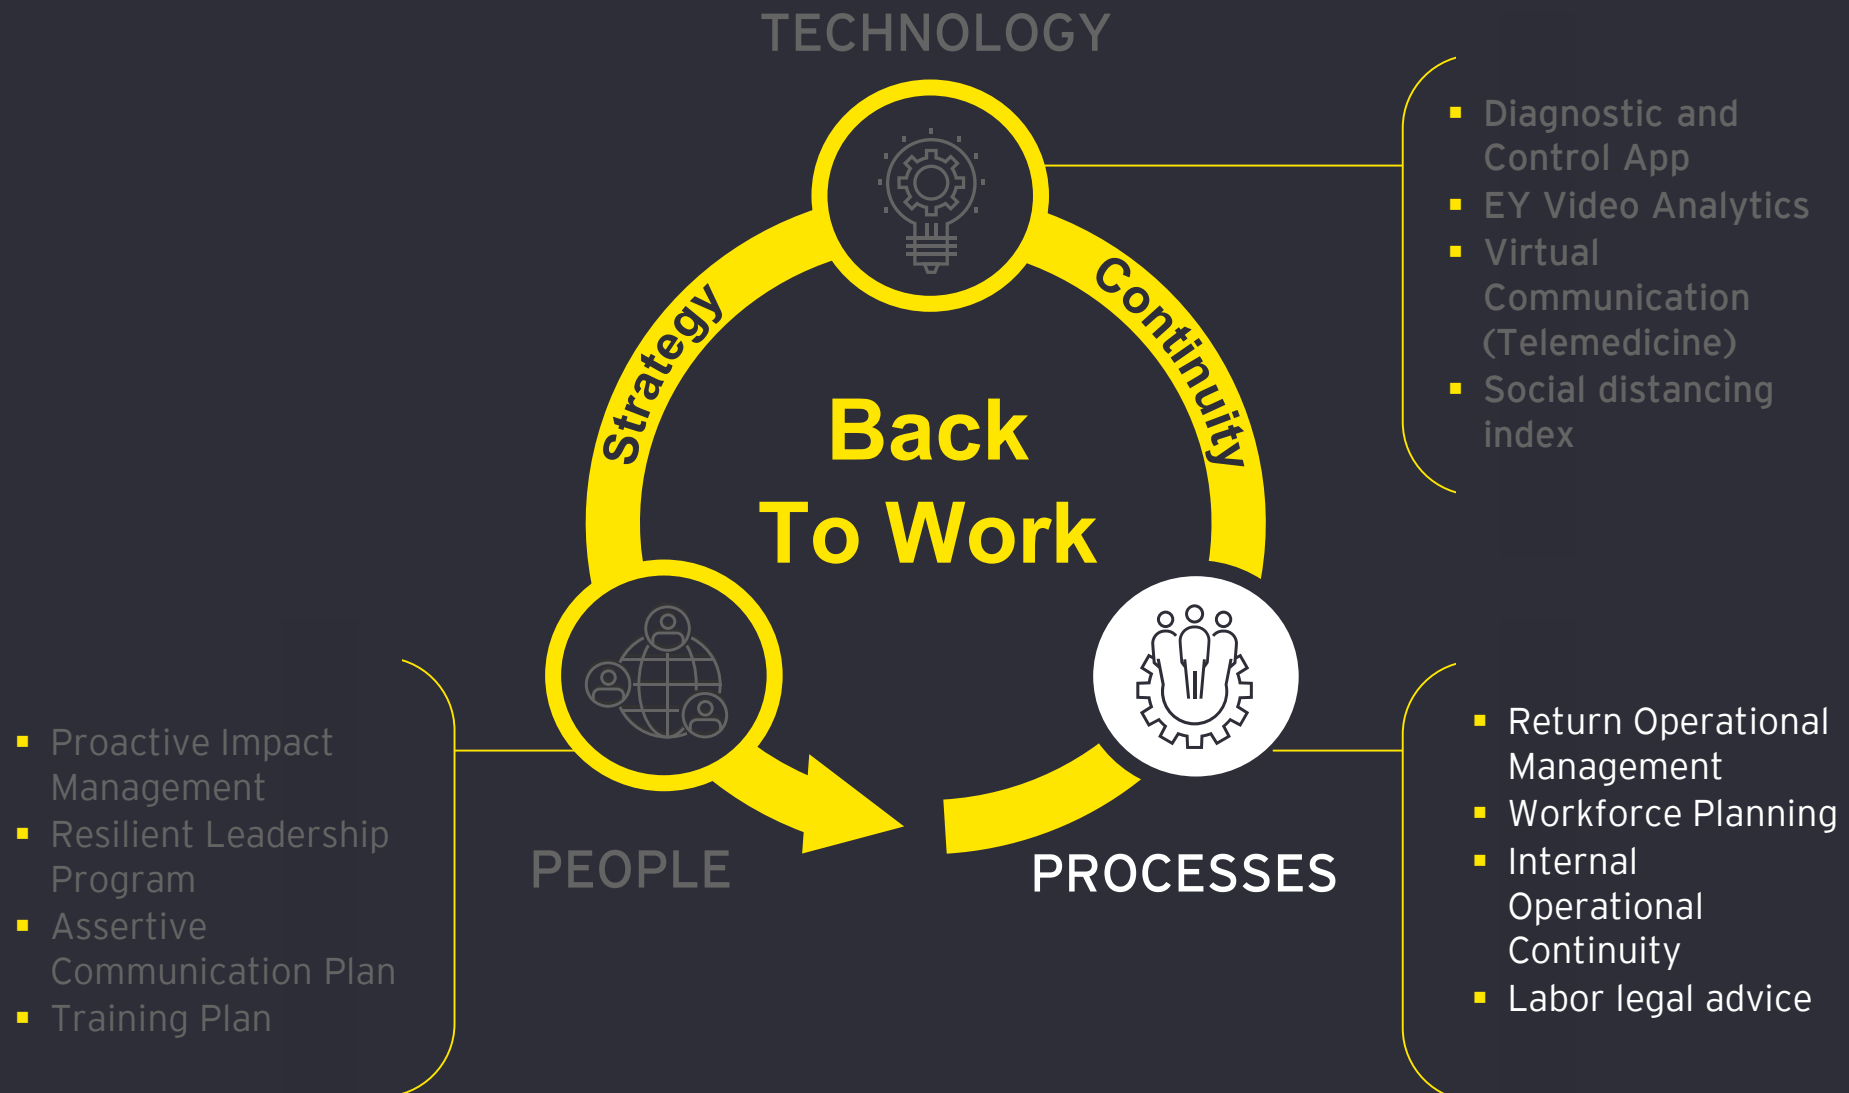 TECHNOLOGY
Diagnostic and
Control App
EY Video Analytics
Virtual
Communication
(Telemedicine)
Social distancing
index
Strategy
Continuity
Back
To Work
Proactive Impact
Management
Resilient Leadership
Program
Assertive
Communication Plan
Training Plan
PEOPLE
PROCESSES
Return Operational
Management
Workforce Planning
Internal
Operational
Continuity
Labor legal advice